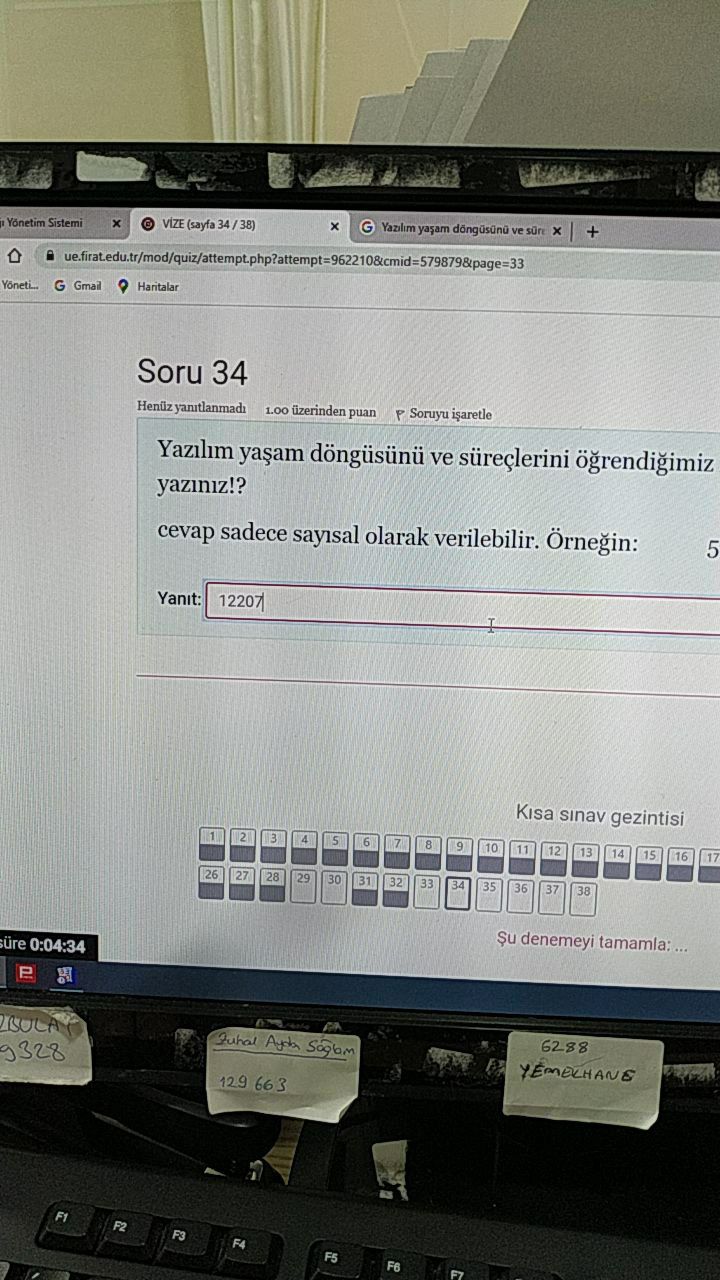 Yönetim Sistemi
VİZE (sayfa 34 / 38)
Yazılım yaşam döngüsünü ve süre
ue.firat.edu.tr/mod/quiz/attempt.php?attempt=962210&cmid=579879&page=33
Yöneti...
Gmail
Haritalar
Soru 34
Henüz yanıtlanmadı 1.00 üzerinden puan Soruyu işaretle
Yazılım yaşam döngüsünü ve süreçlerini öğrendiğimiz
yazınız!?
cevap sadece sayısal olarak verilebilir. Örneğin: 5
Yanıt: 12207
Kısa sınav gezintisi
1 2 3 4 5 6 7 8 9 10 11 12 13 14 15 16 17
26 27 28 29 30 31 32 33 34 35 36 37 38
Şu denemeyi tamamla: ...
süre 0:04:34
9328
Zuhal Ayda Sağlam
129 663
6288
YEMEKHANE
F1 F2 F3 F4 F5 F6 F7